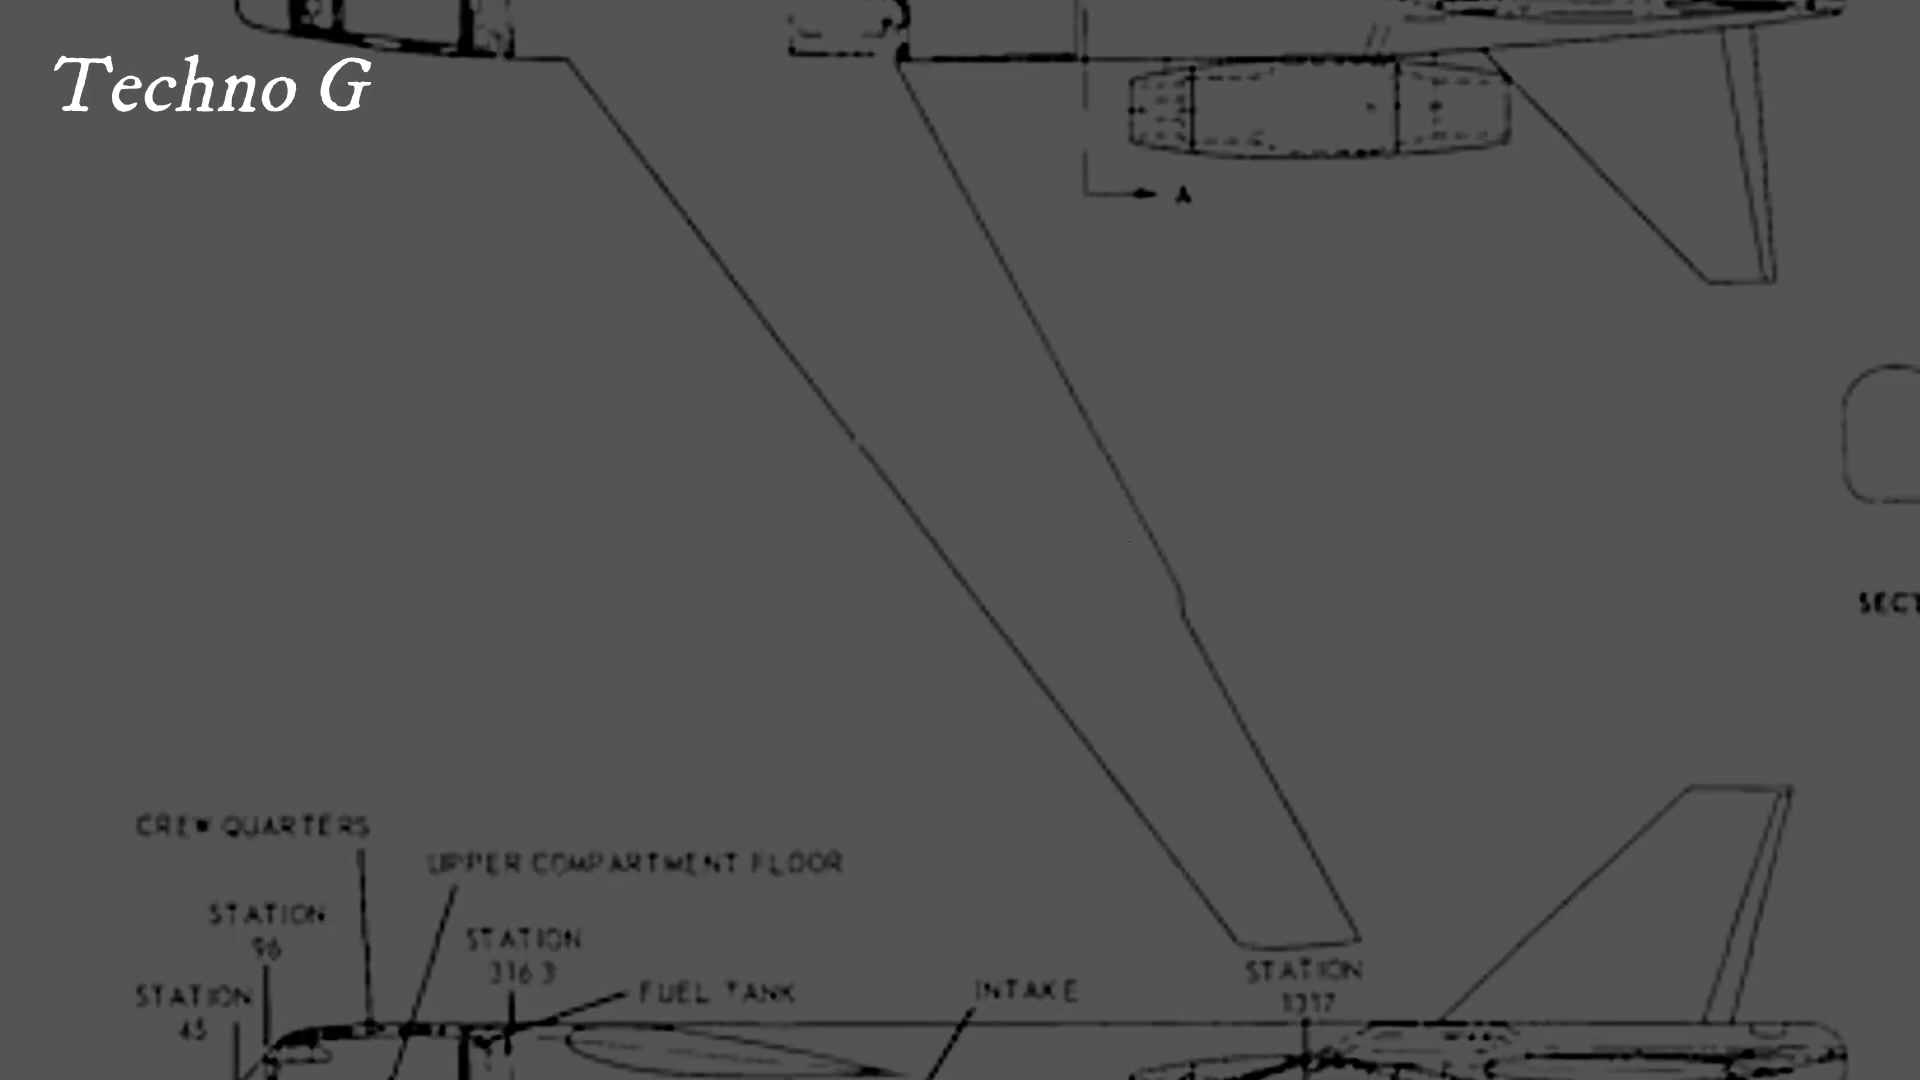 Techno G
A
SECT
CREW QUARTERS
UPPER COMPARTMENT FLOOR
STATION
96
STATION
316.3
STATION
45
FUEL TANK
INTAKE
STATION
1317